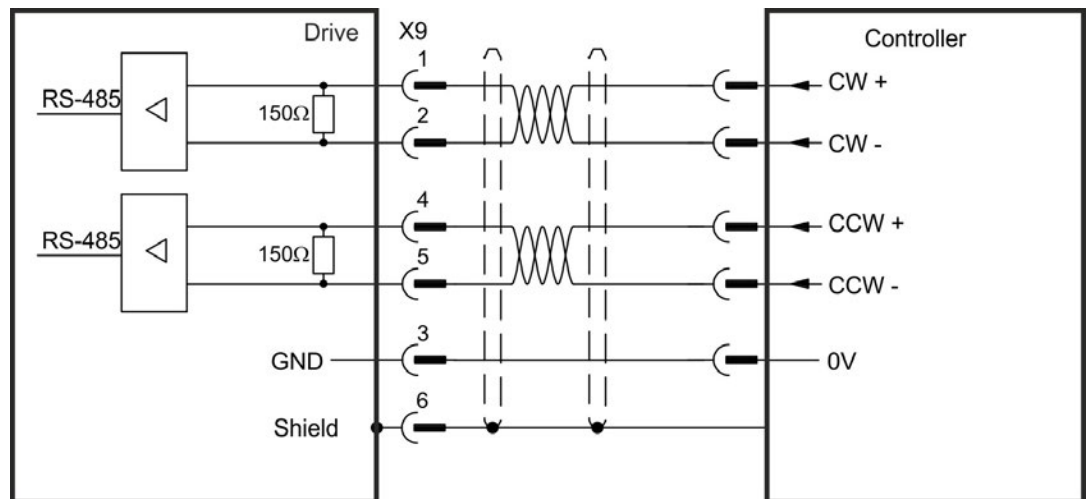 Drive X9 Controller
1
RS-485 CW +
150Ω
2
CW -
4
RS-485 CCW +
150Ω
5
CCW -
3
GND 0V
6
Shield